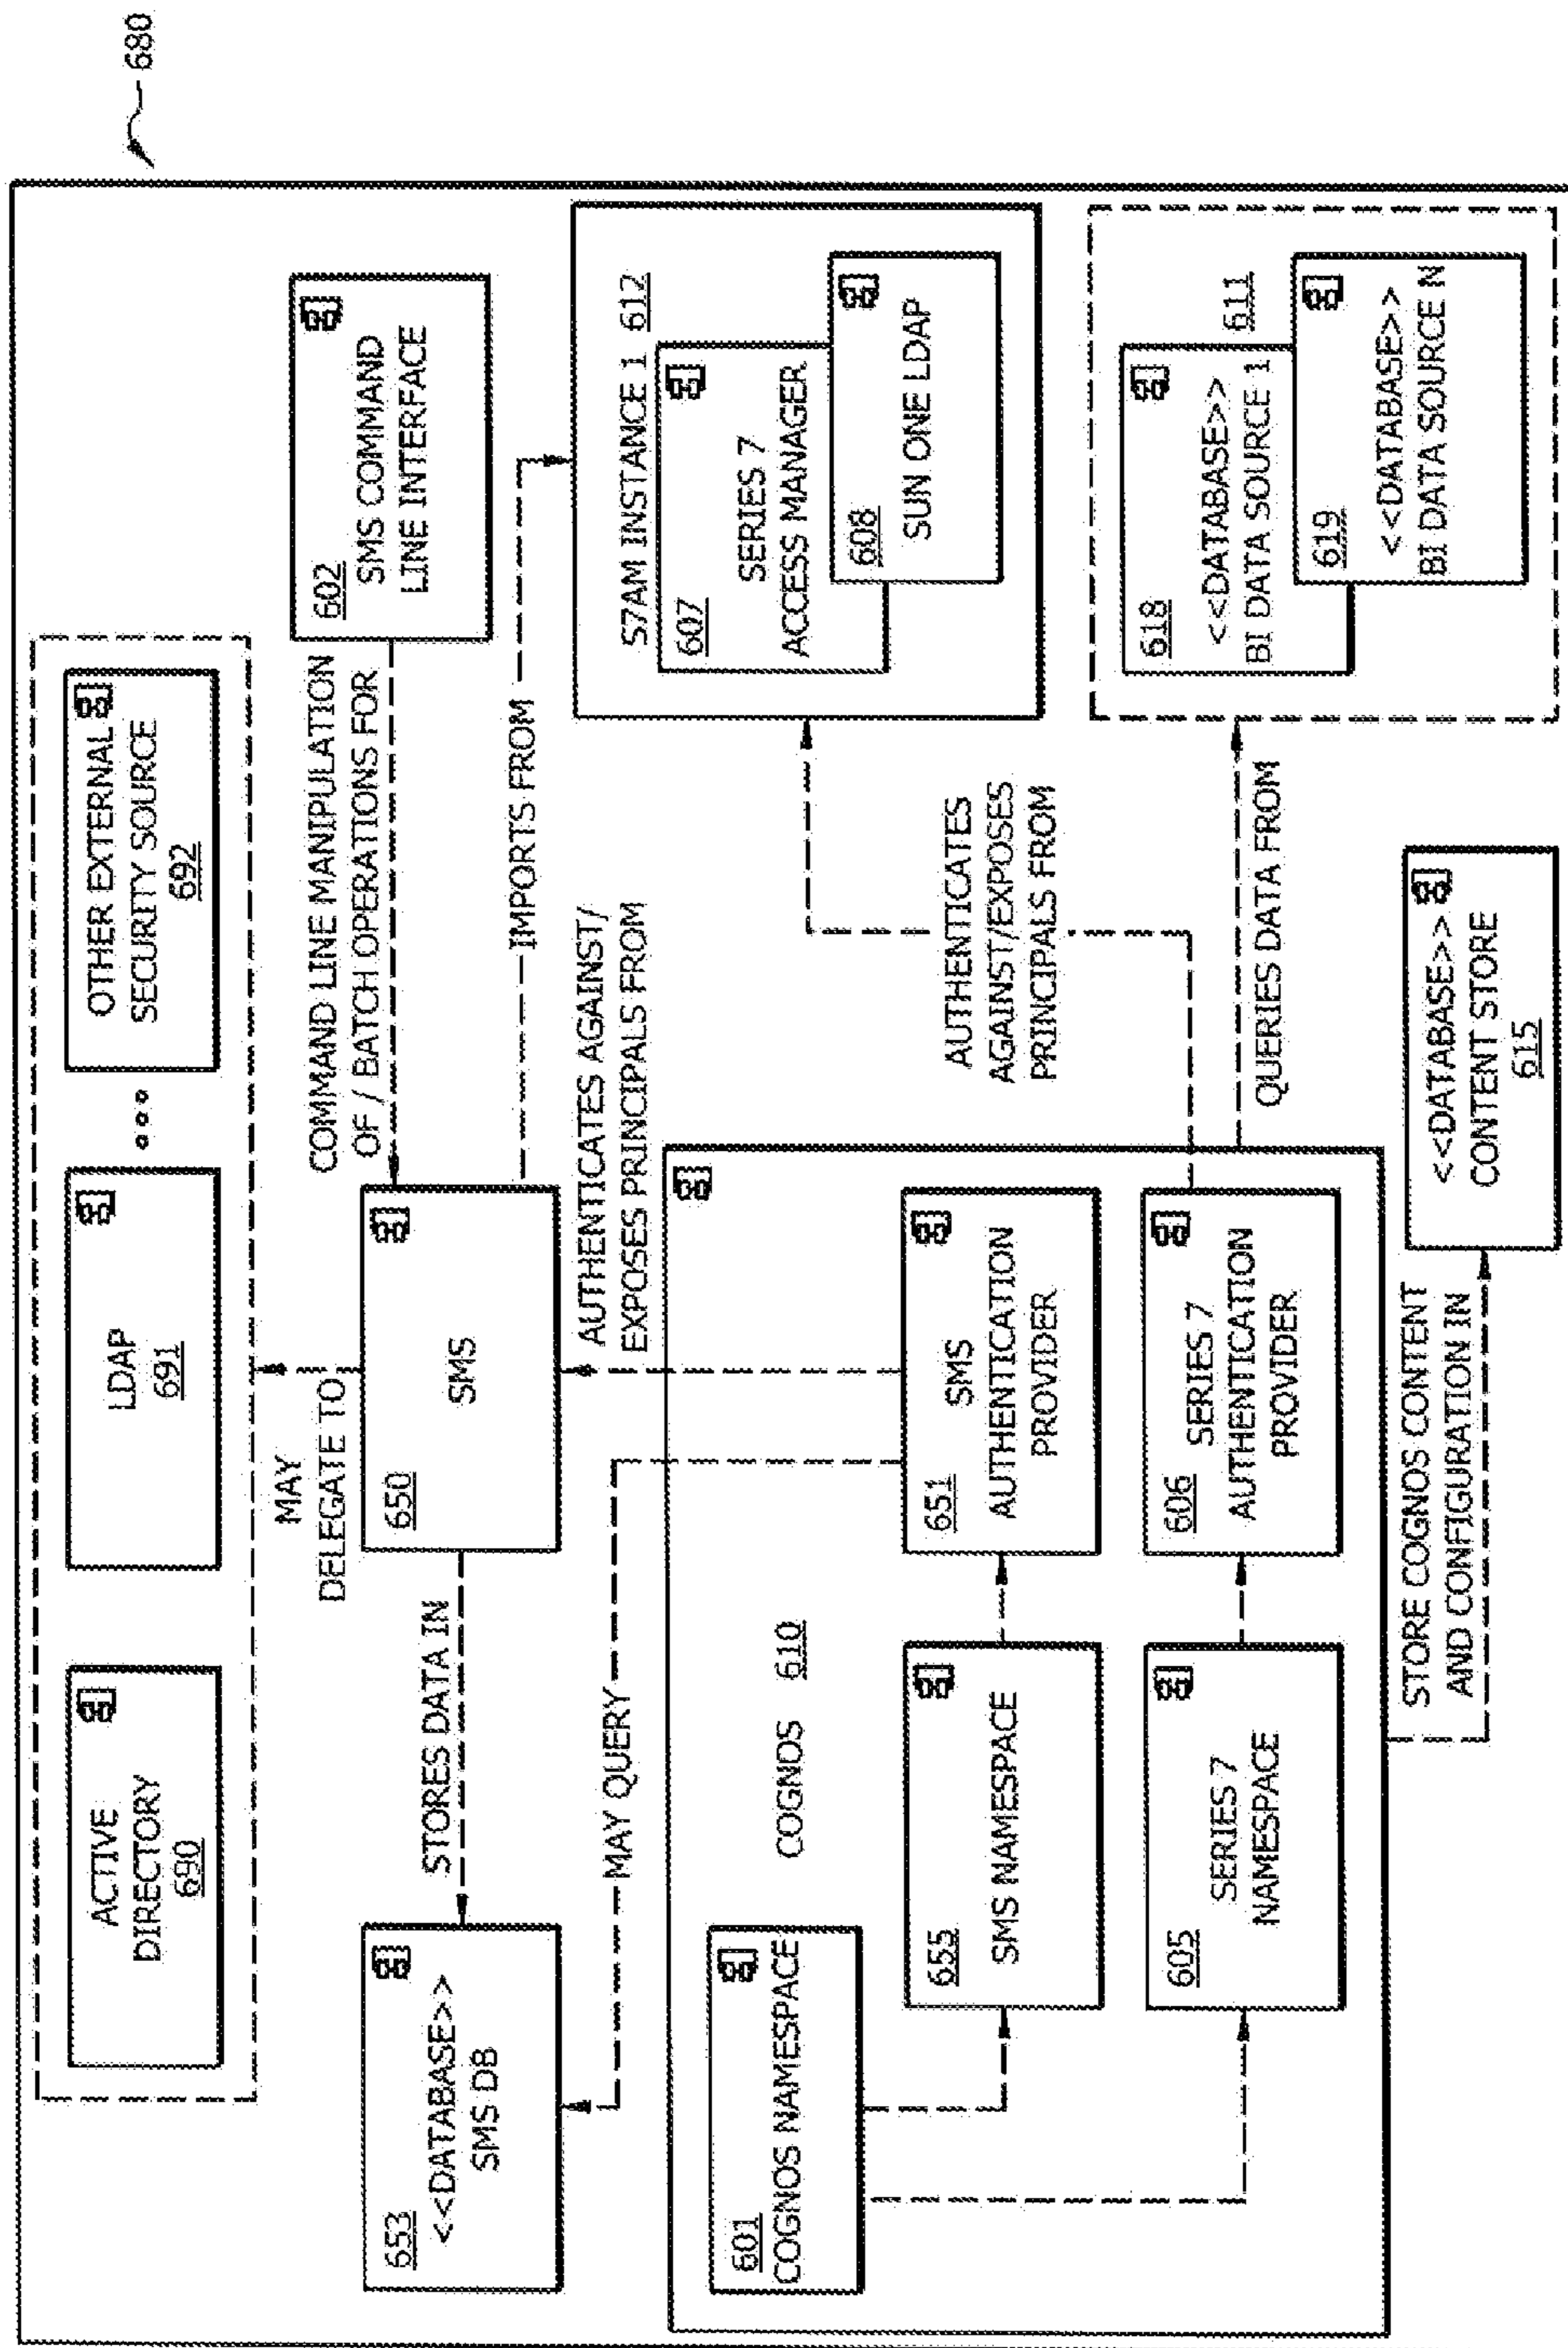 680
ACTIVE
DIRECTORY
690
LDAP
691
OTHER EXTERNAL
SECURITY SOURCE
692
MAY
DELEGATE TO
COMMAND LINE MANIPULATION
OF / BATCH OPERATIONS FOR
653
<<DATABASE>>
SMS DB
STORES DATA IN
650
SMS
602
SMS COMMAND
LINE INTERFACE
IMPORTS FROM
MAY QUERY
AUTHENTICATES AGAINST/
EXPOSES PRINCIPALS FROM
S7AM INSTANCE 1 612
607
SERIES 7
ACCESS MANAGER
608
SUN ONE LDAP
COGNOS 610
601
COGNOS NAMESPACE
655
SMS NAMESPACE
651
SMS
AUTHENTICATION
PROVIDER
605
SERIES 7
NAMESPACE
606
SERIES 7
AUTHENTICATION
PROVIDER
AUTHENTICATES
AGAINST/EXPOSES
PRINCIPALS FROM
QUERIES DATA FROM
618
<<DATABASE>>
BI DATA SOURCE 1
611
619
<<DATABASE>>
BI DATA SOURCE N
STORE COGNOS CONTENT
AND CONFIGURATION IN
<<DATABASE>>
CONTENT STORE
615